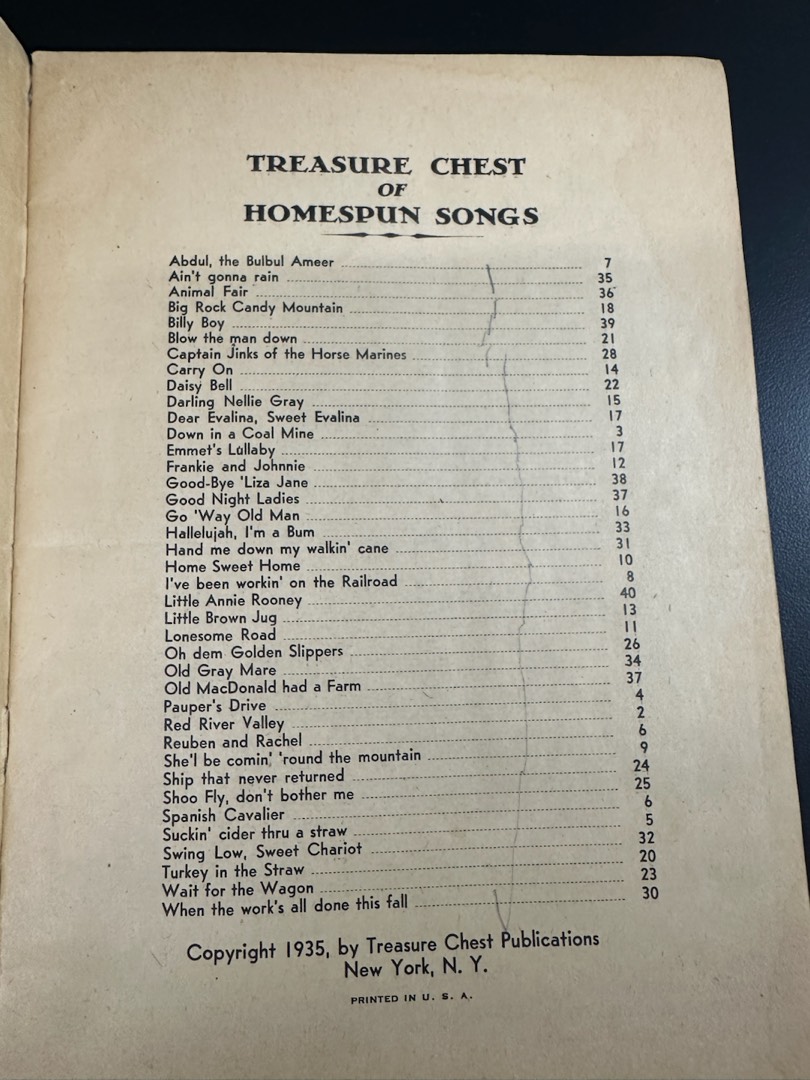 TREASURE CHEST
OF
HOMESPUN SONGS
Abdul, the Bulbul Ameer 7
Ain't gonna rain 35
Animal Fair 36
Big Rock Candy Mountain 18
Billy Boy 39
Blow the man down 21
Captain Jinks of the Horse Marines 28
Carry On 14
Daisy Bell 22
Darling Nellie Gray 15
Dear Evalina, Sweet Evalina 17
Down in a Coal Mine 3
Emmet's Lullaby 17
Frankie and Johnnie 12
Good-Bye 'Liza Jane 38
Good Night Ladies 37
Go 'Way Old Man 16
Hallelujah, I'm a Bum 33
Hand me down my walkin' cane 31
Home Sweet Home 10
I've been workin' on the Railroad 8
Little Annie Rooney 40
Little Brown Jug 13
Lonesome Road 11
Oh dem Golden Slippers 26
Old Gray Mare 34
Old MacDonald had a Farm 37
Pauper's Drive 4
Red River Valley 2
Reuben and Rachel 6
She'l be comin' 'round the mountain 9
Ship that never returned 24
Shoo Fly, don't bother me 25
Spanish Cavalier 6
Suckin' cider thru a straw 5
Swing Low, Sweet Chariot 32
Turkey in the Straw 20
Wait for the Wagon 23
When the work's all done this fall 30
Copyright 1935, by Treasure Chest Publications
New York, N. Y.
PRINTED IN U. S. A.